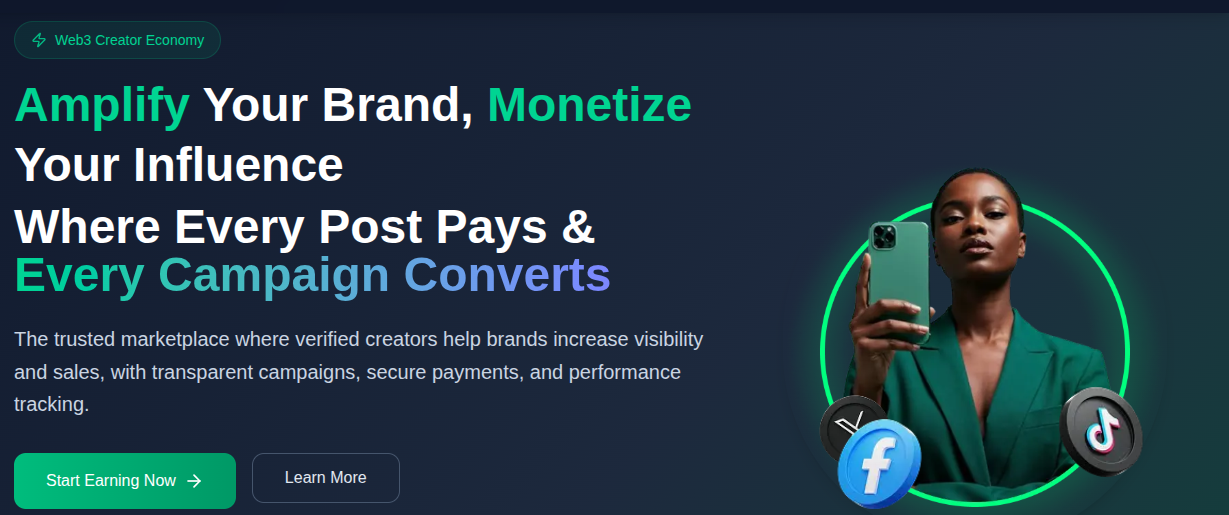 Web3 Creator Economy
Amplify Your Brand, Monetize
Your Influence
Where Every Post Pays &
Every Campaign Converts
The trusted marketplace where verified creators help brands increase visibility
and sales, with transparent campaigns, secure payments, and performance
tracking.
Start Earning Now
Learn More